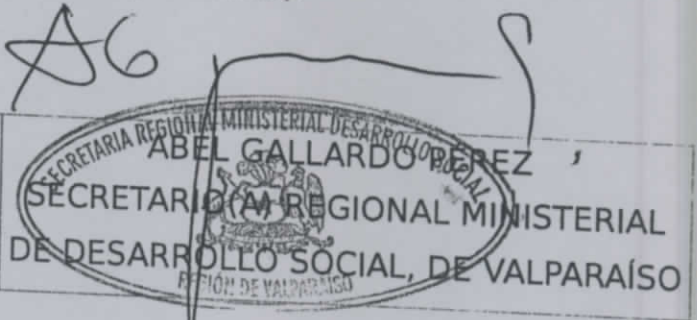 AG
SECRETARIA REGIONAL MINISTERIAL DESARROLLO SOCIAL
ABEL GALLARDO PÉREZ
SECRETARIO(A) REGIONAL MINISTERIAL
DE DESARROLLO SOCIAL, DE VALPARAÍSO
REGIÓN DE VALPARAISO